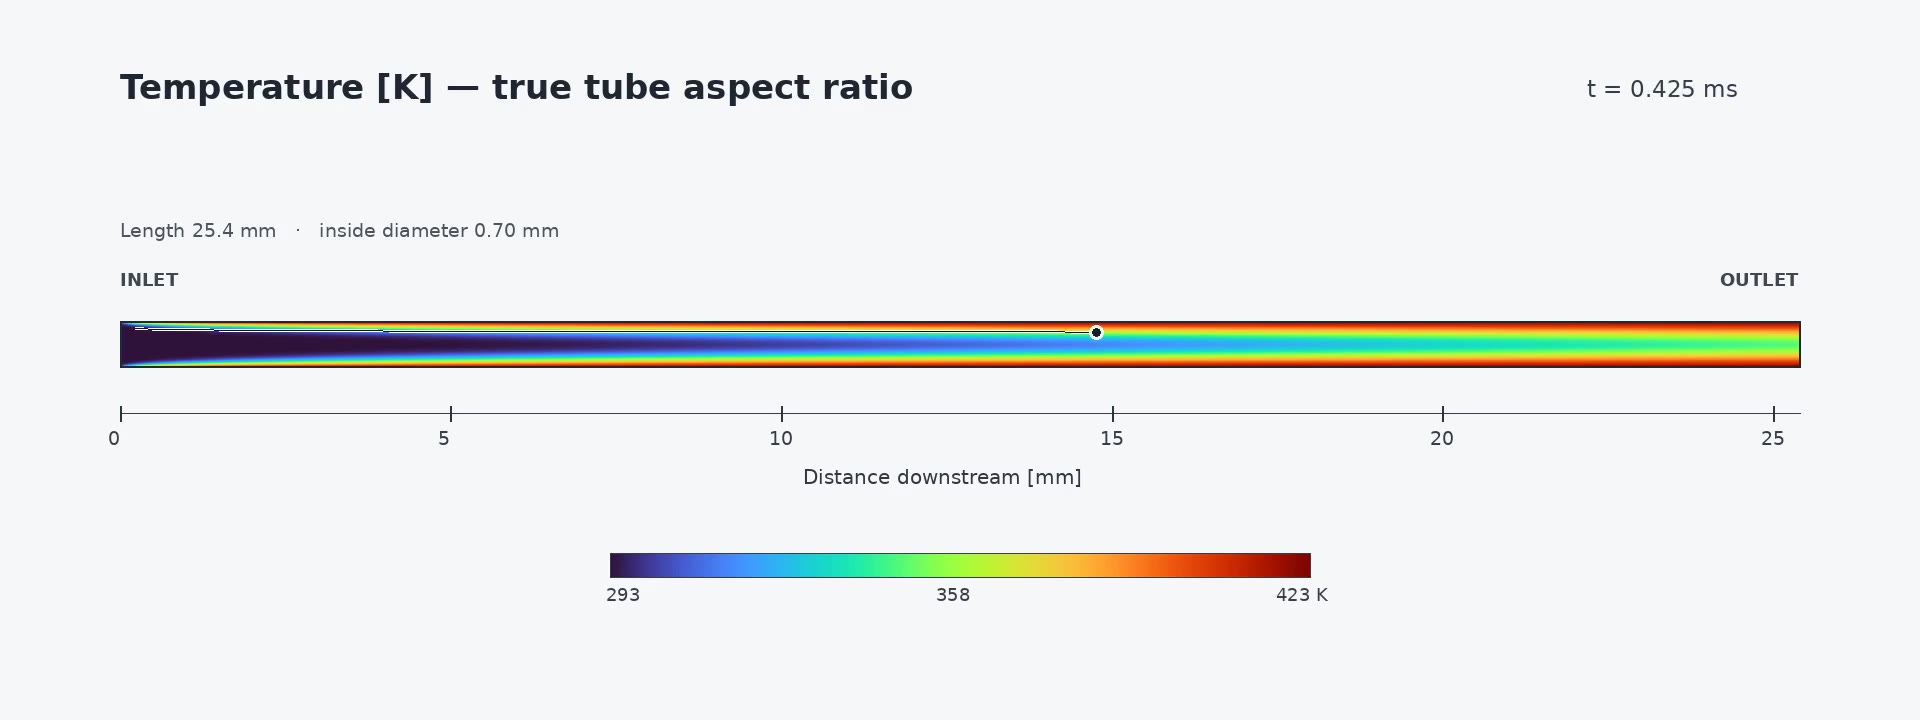 Temperature [K] — true tube aspect ratio
t = 0.425 ms
Length 25.4 mm · inside diameter 0.70 mm
INLET
OUTLET
0 5 10 15 20 25
Distance downstream [mm]
293 358 423 K